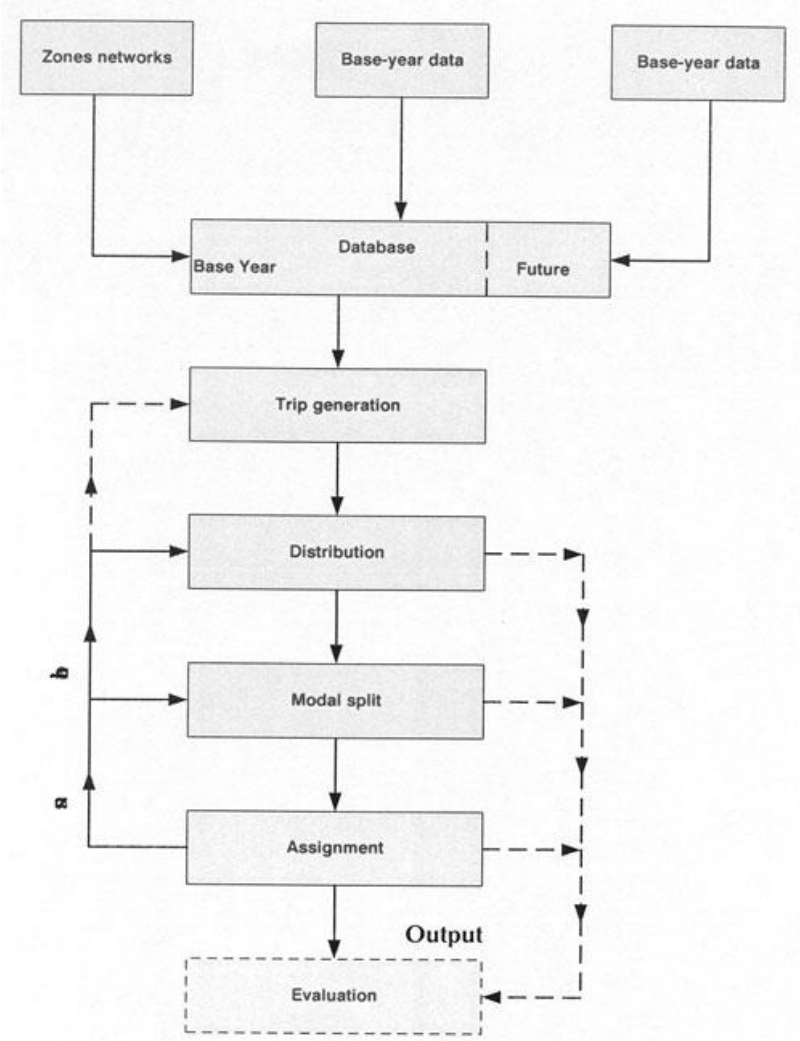 Zones networks
Base-year data
Base-year data
Database
Base Year
Future
Trip generation
Distribution
b
Modal split
a
Assignment
Output
Evaluation